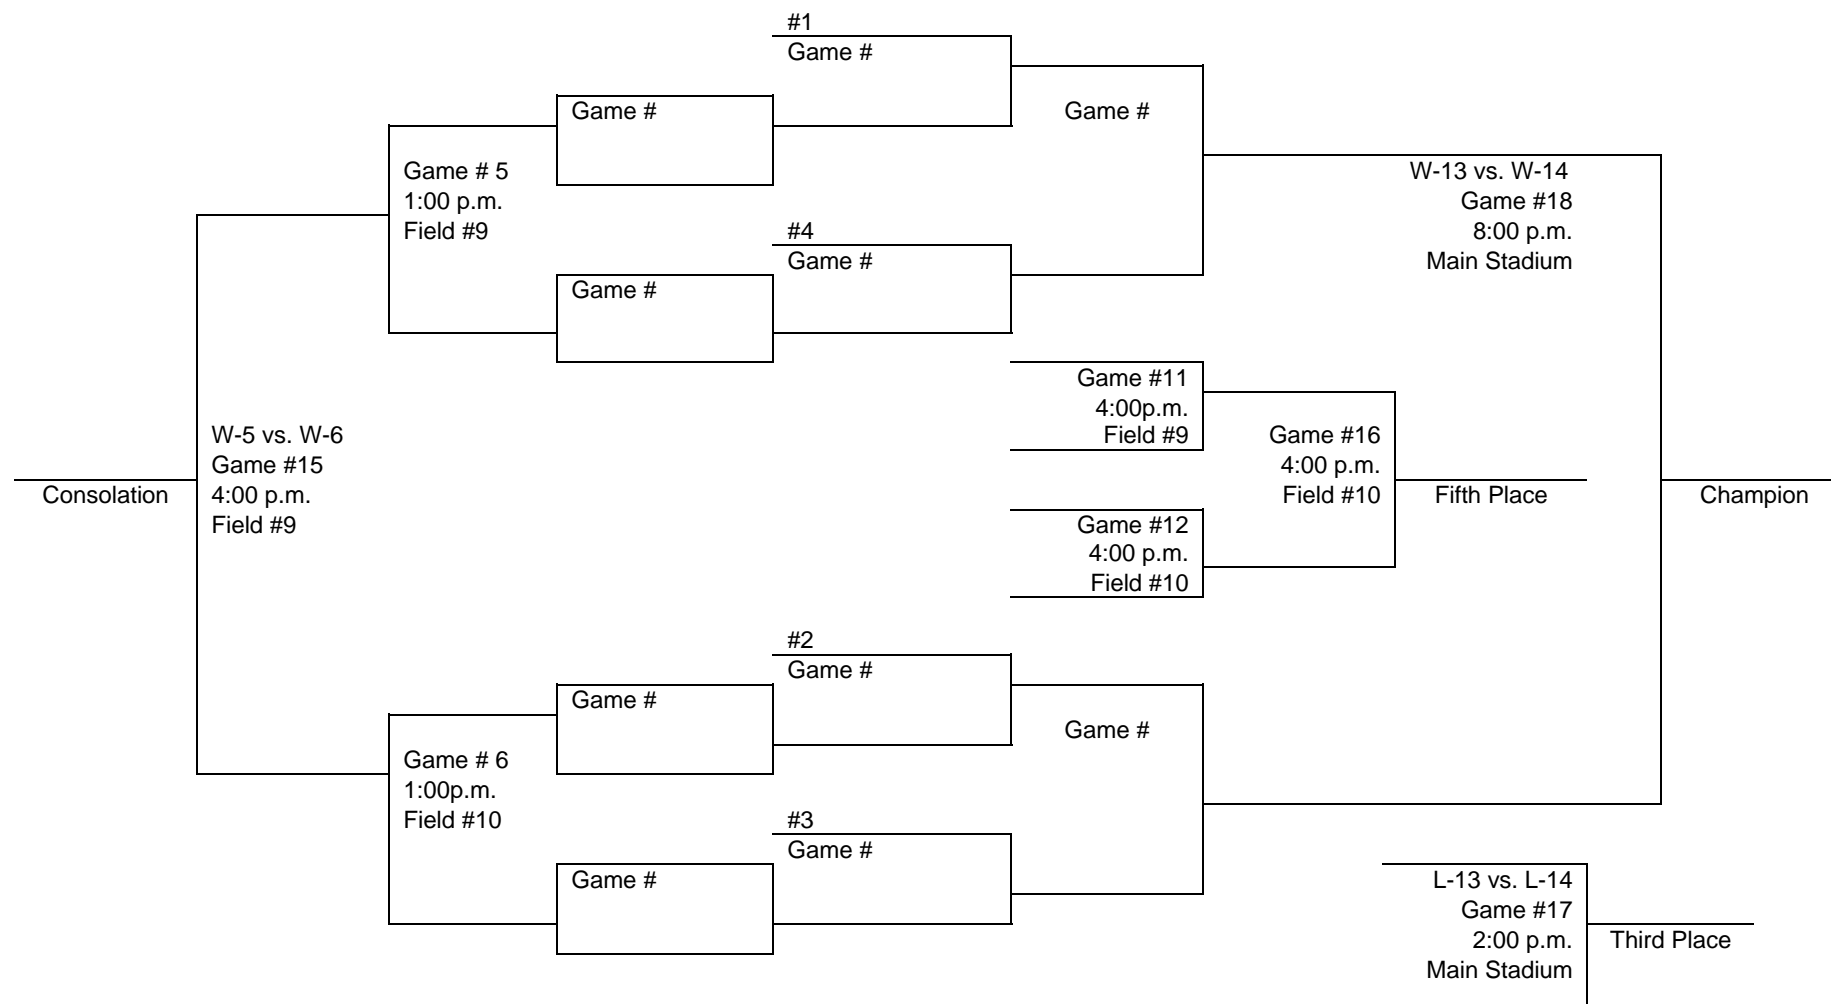 #1
Game #
Game #
Game #
Game # 5
1:00 p.m.
Field #9
W-13 vs. W-14
Game #18
8:00 p.m.
Main Stadium
#4
Game #
Game #
Game #11
4:00p.m.
Field #9
W-5 vs. W-6
Game #15
4:00 p.m.
Field #9
Game #16
4:00 p.m.
Field #10
Consolation
Fifth Place
Champion
Game #12
4:00 p.m.
Field #10
#2
Game #
Game #
Game #
Game # 6
1:00p.m.
Field #10
#3
Game #
Game #
L-13 vs. L-14
Game #17
2:00 p.m.
Main Stadium
Third Place